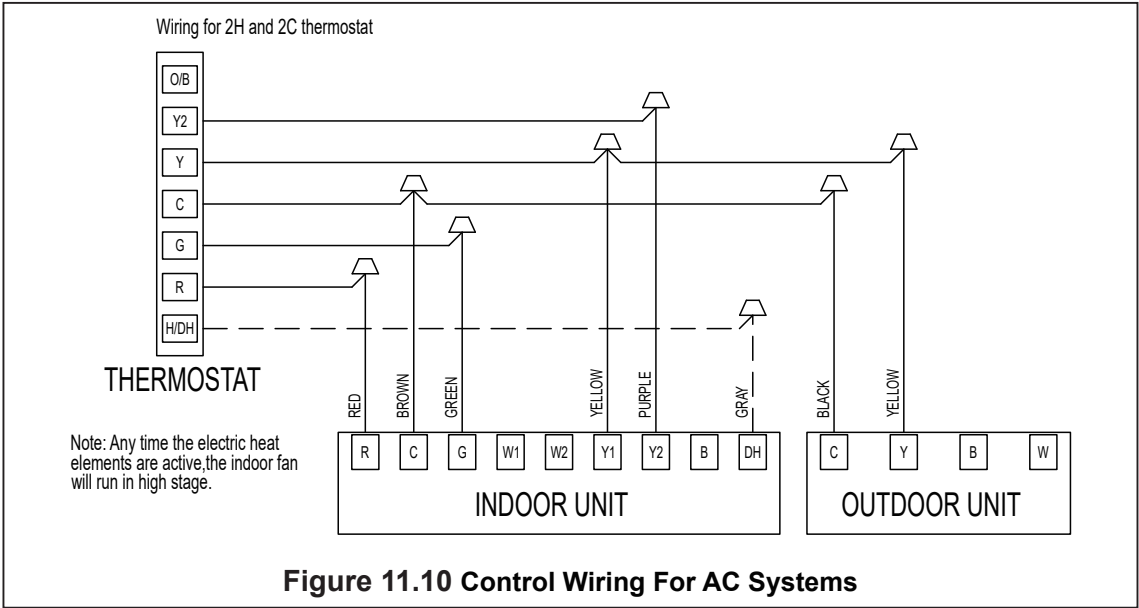 Wiring for 2H and 2C thermostat
O/B
Y2
Y
C
G
R
H/DH
THERMOSTAT
Note: Any time the electric heat
elements are active,the indoor fan
will run in high stage.
RED
BROWN
GREEN
YELLOW
PURPLE
GRAY
BLACK
YELLOW
R C G W1 W2 Y1 Y2 B DH
INDOOR UNIT
C Y B W
OUTDOOR UNIT
Figure 11.10 Control Wiring For AC Systems